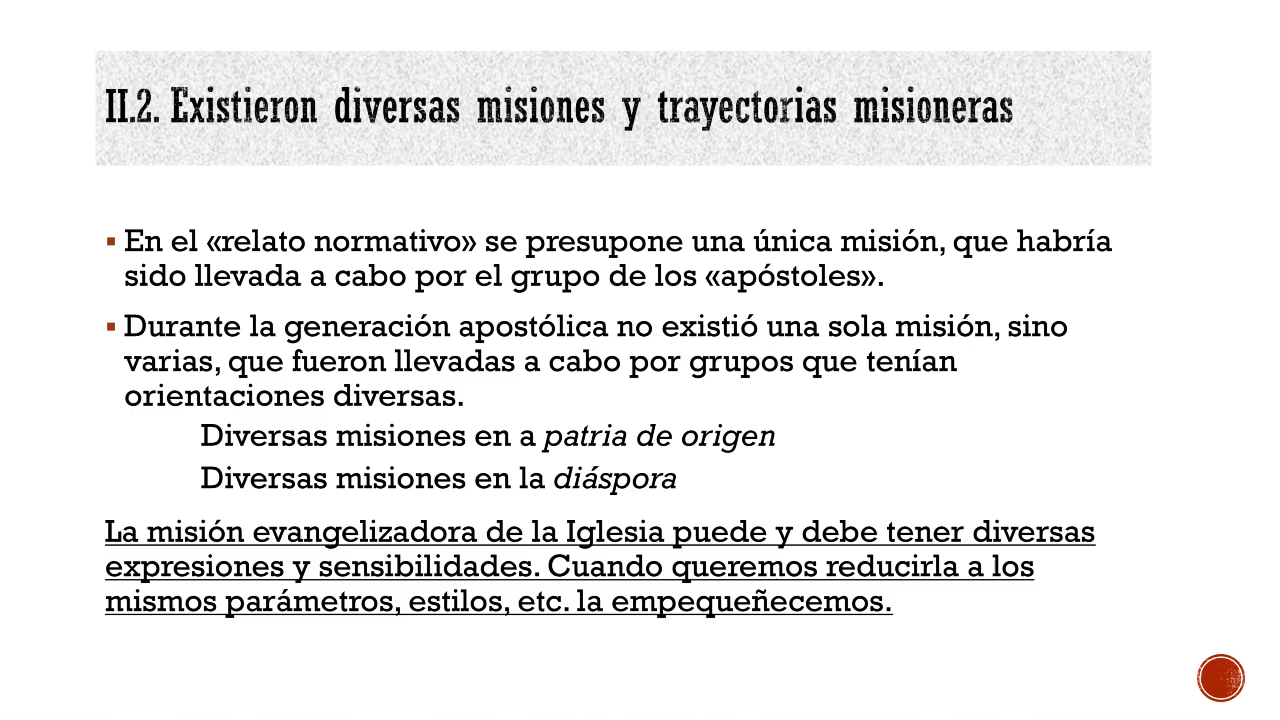 II.2. Existieron diversas misiones y trayectorias misioneras
▪ En el «relato normativo» se presupone una única misión, que habría
sido llevada a cabo por el grupo de los «apóstoles».
▪ Durante la generación apostólica no existió una sola misión, sino
varias, que fueron llevadas a cabo por grupos que tenían
orientaciones diversas.
Diversas misiones en a patria de origen
Diversas misiones en la diáspora
La misión evangelizadora de la Iglesia puede y debe tener diversas
expresiones y sensibilidades. Cuando queremos reducirla a los
mismos parámetros, estilos, etc. la empequeñecemos.